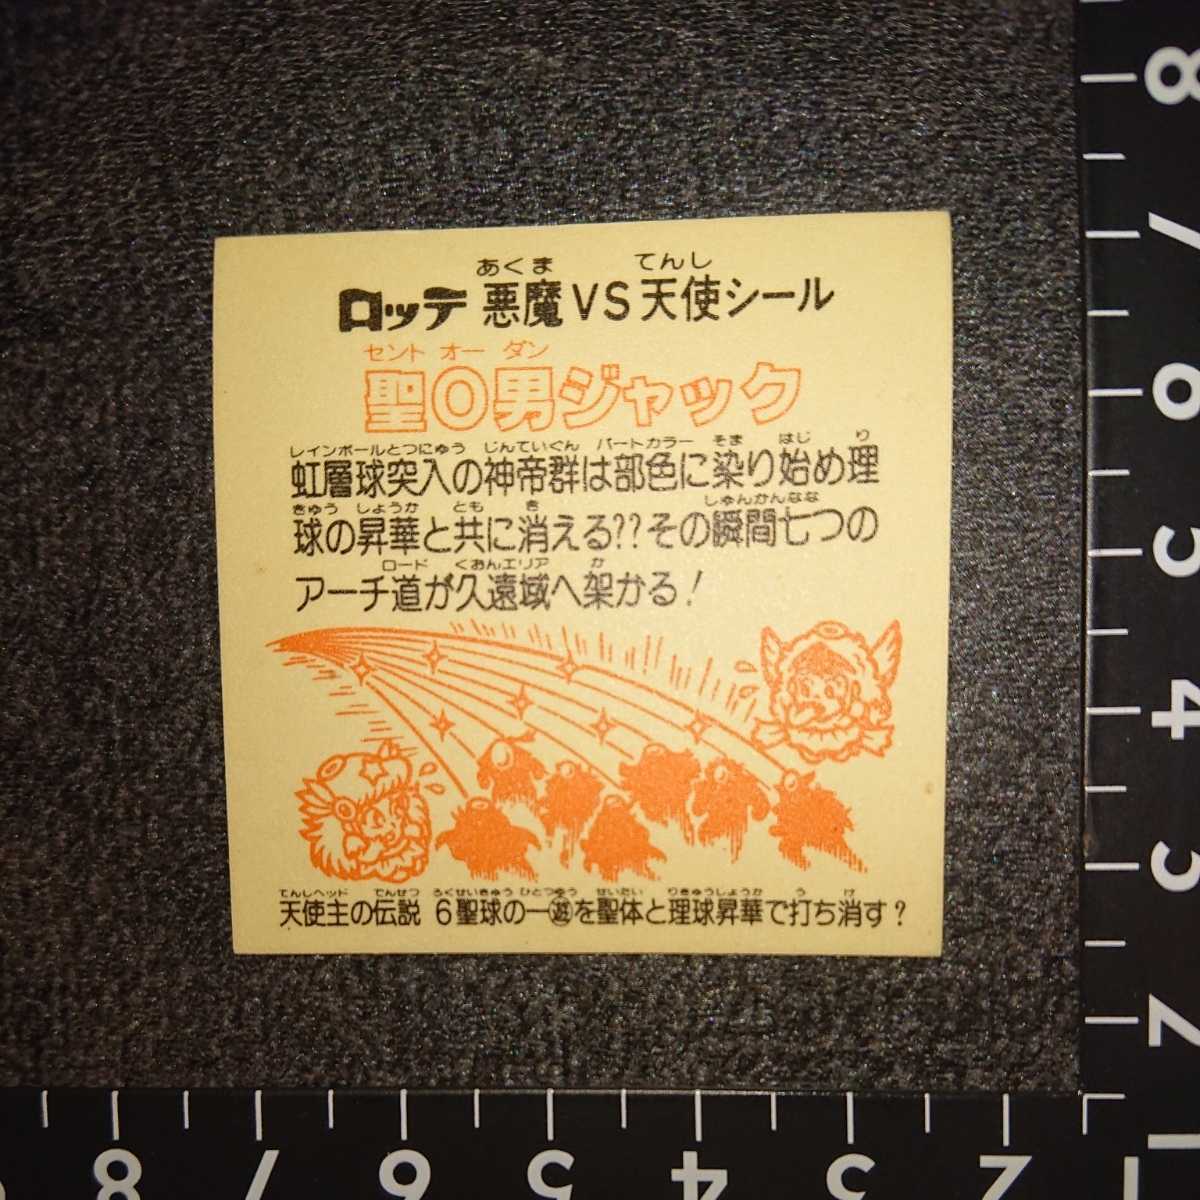 あくま てんし
ロッテ 悪魔VS天使シール
セント オー ダン
聖O男ジャック
レインボールとつにゅう じんていぐん パートカラー そま はじ り
虹層球突入の神帝群は部色に染り始め理
きゅう しょうか とも き しゅんかんなな
球の昇華と共に消える??その瞬間七つの
ロード くおんエリア か
アーチ道が久遠域へ架かる!
てんしヘッド でんせつ ろくせいきゅう ひとつゆう せいたい りきゅうしょうか う け
天使主の伝説 6聖球の一遊を聖体と理球昇華で打ち消す?
8
7
6
5
4
3
2
1
8 7 6 5 4 3 2 1